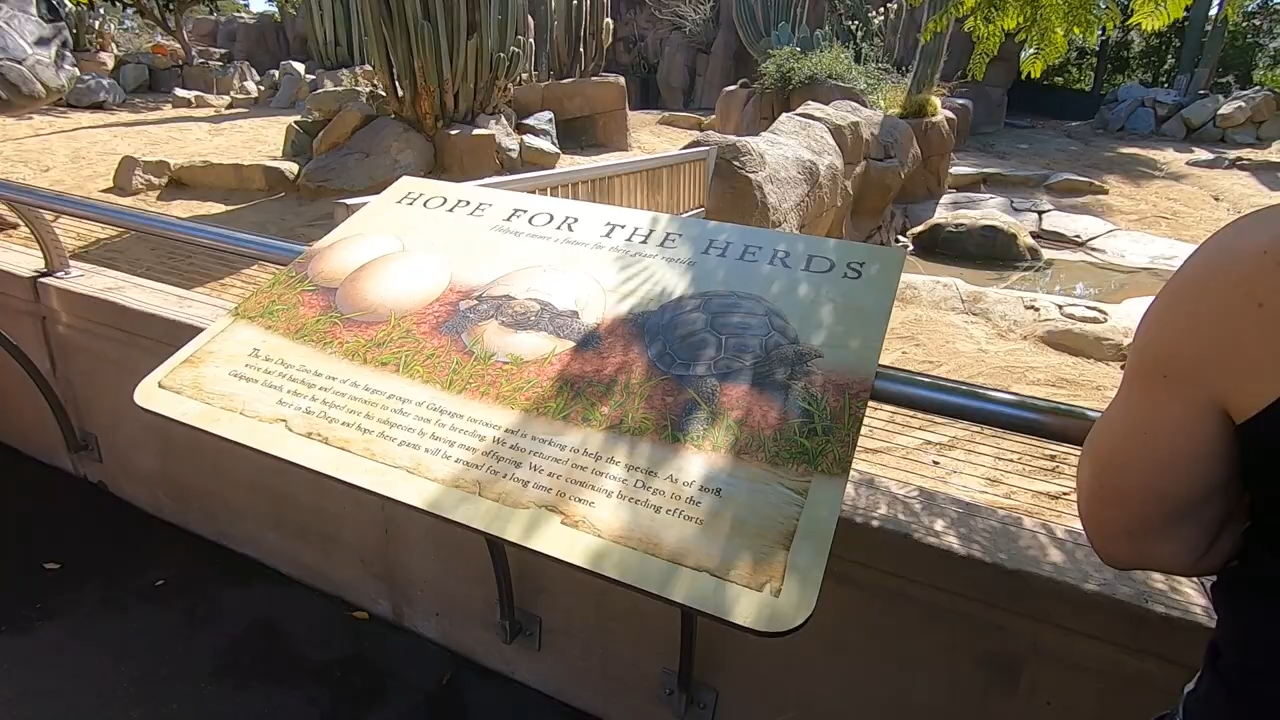 HOPE FOR THE HERDS
Helping ensure a future for these giant reptiles
The San Diego Zoo has one of the largest groups of Galápagos tortoises and is working to help the species. As of 2018,
we've had 94 hatchings and sent tortoises to other zoos for breeding. We also returned one tortoise, Diego, to the
Galápagos Islands, where he helped save his subspecies by having many offspring. We are continuing breeding efforts
here in San Diego and hope these giants will be around for a long time to come.